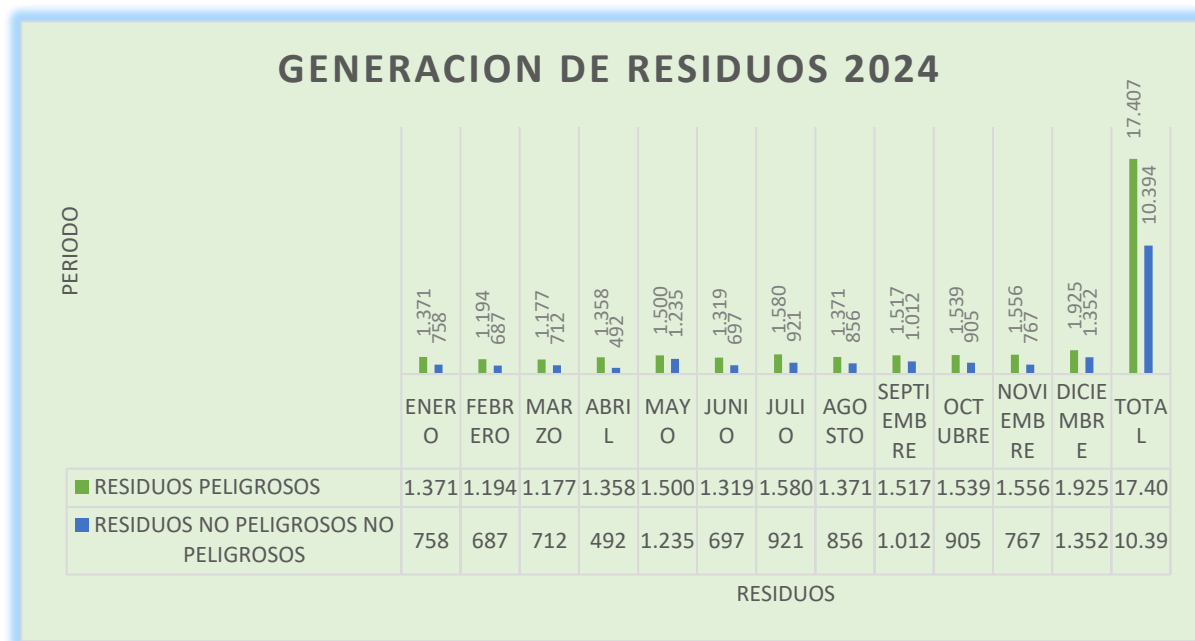 GENERACION DE RESIDUOS 2024
PERIODO
1.371 758 1.194 687 1.177 712 1.358 492 1.500 1.235 1.319 697 1.580 921 1.371 856 1.517 1.012 1.539 905 1.556 767 1.925 1.352 17.407 10.394
ENER FEBR MAR ABRI MAY JUNI JULI AGO SEPTI OCT NOVI DICIE TOTA
O ERO ZO L O O O STO EMB UBRE EMB MBR L
RE RE E
RESIDUOS PELIGROSOS 1.371 1.194 1.177 1.358 1.500 1.319 1.580 1.371 1.517 1.539 1.556 1.925 17.40
RESIDUOS NO PELIGROSOS NO
PELIGROSOS 758 687 712 492 1.235 697 921 856 1.012 905 767 1.352 10.39
RESIDUOS